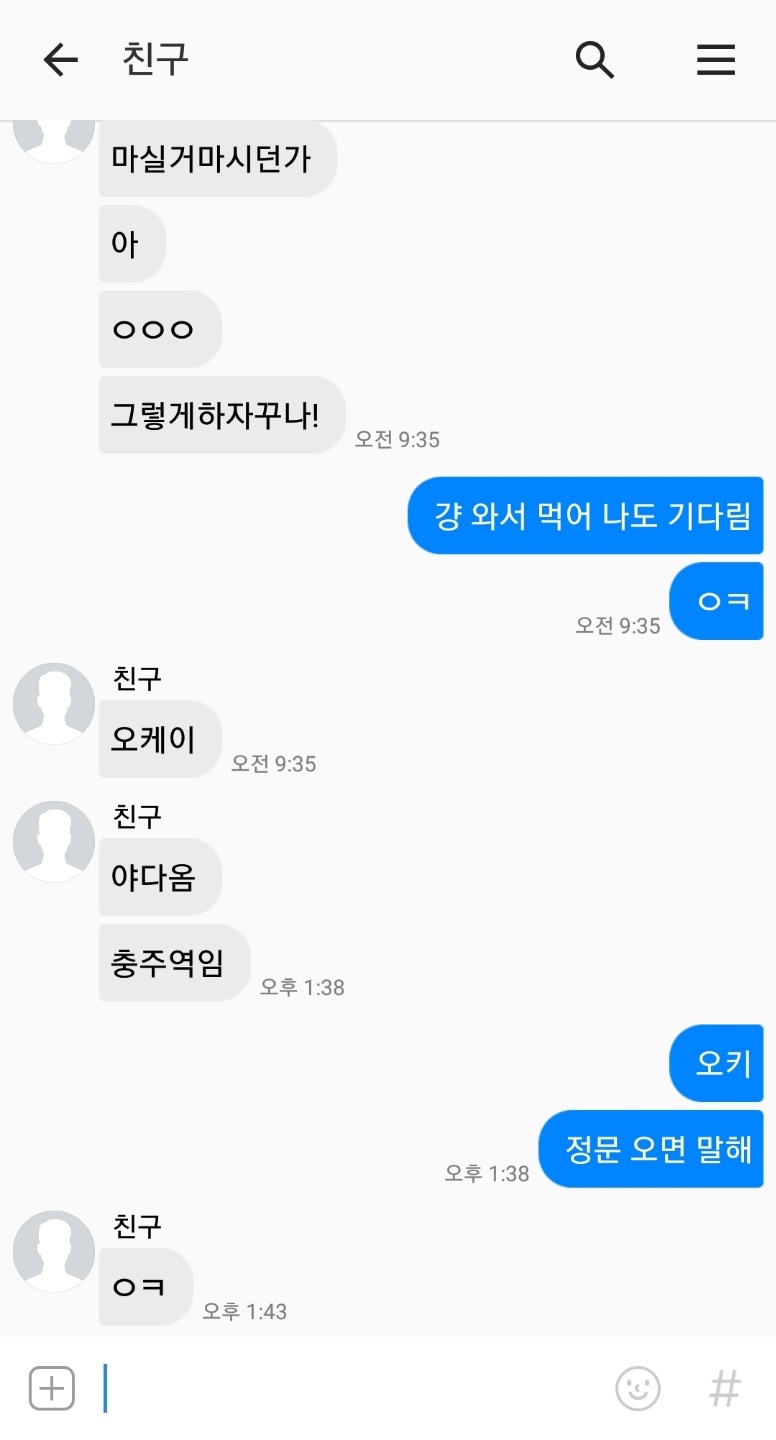 친구
마실거마시던가
아
ㅇㅇㅇ
그렇게하자꾸나!
오전 9:35
걍 와서 먹어 나도 기다림
ㅇㅋ
오전 9:35
친구
오케이
오전 9:35
친구
야다옴
충주역임
오후 1:38
오키
정문 오면 말해
오후 1:38
친구
ㅇㅋ
오후 1:43
#